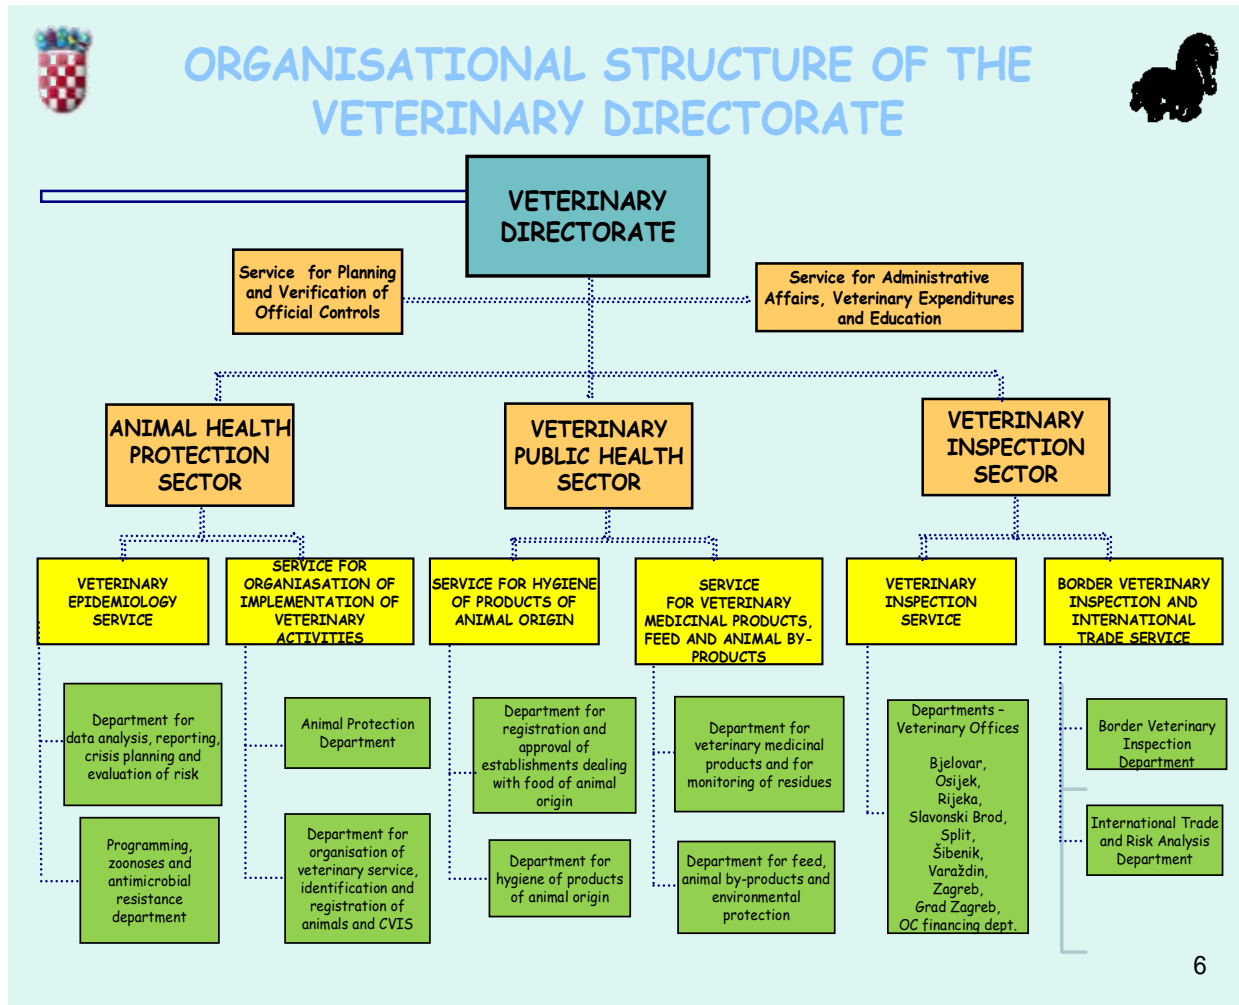 ORGANISATIONAL STRUCTURE OF THE
VETERINARY DIRECTORATE
VETERINARY
DIRECTORATE
Service for Planning
and Verification of
Official Controls
Service for Administrative
Affairs, Veterinary Expenditures
and Education
ANIMAL HEALTH
PROTECTION
SECTOR
VETERINARY
PUBLIC HEALTH
SECTOR
VETERINARY
INSPECTION
SECTOR
VETERINARY
EPIDEMIOLOGY
SERVICE
SERVICE FOR
ORGANIASATION OF
IMPLEMENTATION OF
VETERINARY
ACTIVITIES
SERVICE FOR HYGIENE
OF PRODUCTS OF
ANIMAL ORIGIN
SERVICE
FOR VETERINARY
MEDICINAL PRODUCTS,
FEED AND ANIMAL BY-
PRODUCTS
VETERINARY
INSPECTION
SERVICE
BORDER VETERINARY
INSPECTION AND
INTERNATIONAL
TRADE SERVICE
Department for
data analysis, reporting,
crisis planning and
evaluation of risk
Programming,
zoonoses and
antimicrobial
resistance
department
Animal Protection
Department
Department for
organisation of
veterinary service,
identification and
registration of
animals and CVIS
Department for
registration and
approval of
establishments dealing
with food of animal
origin
Department for
hygiene of products
of animal origin
Department for
veterinary medicinal
products and for
monitoring of residues
Department for feed,
animal by-products and
environmental
protection
Departments –
Veterinary Offices
Bjelovar,
Osijek,
Rijeka,
Slavonski Brod,
Split,
Šibenik,
Varaždin,
Zagreb,
Grad Zagreb,
OC financing dept.
Border Veterinary
Inspection
Department
International Trade
and Risk Analysis
Department
6